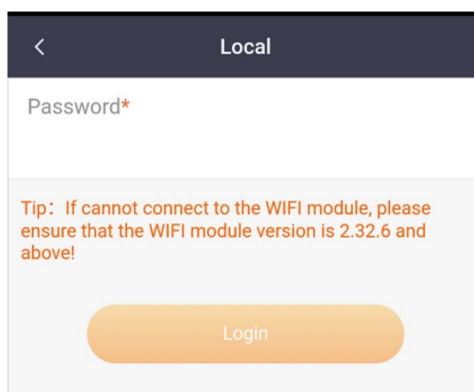 Local
Password*
Tip： If cannot connect to the WIFI module, please
ensure that the WIFI module version is 2.32.6 and
above!
Login